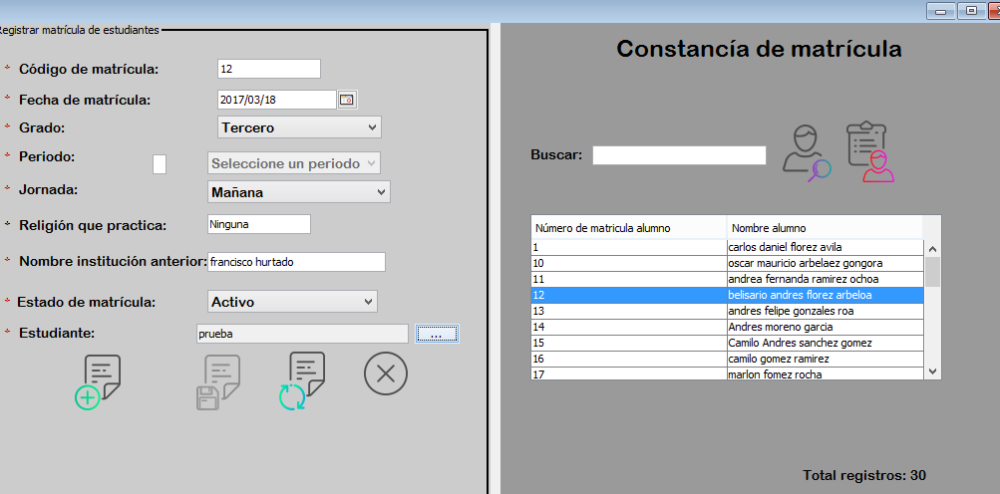 Registrar matrícula de estudiantes
* Código de matrícula: 12
* Fecha de matrícula: 2017/03/18
* Grado: Tercero
* Periodo: Seleccione un periodo
* Jornada: Mañana
* Religión que practica: Ninguna
* Nombre institución anterior: francisco hurtado
* Estado de matrícula: Activo
* Estudiante: prueba ...
Constancía de matrícula
Buscar:
Número de matricula alumno Nombre alumno
1 carlos daniel florez avila
10 oscar mauricio arbelaez gongora
11 andrea fernanda ramirez ochoa
12 belisario andres florez arbeloa
13 andres felipe gonzales roa
14 Andres moreno garcia
15 Camilo Andres sanchez gomez
16 camilo gomez ramirez
17 marlon fomez rocha
Total registros: 30